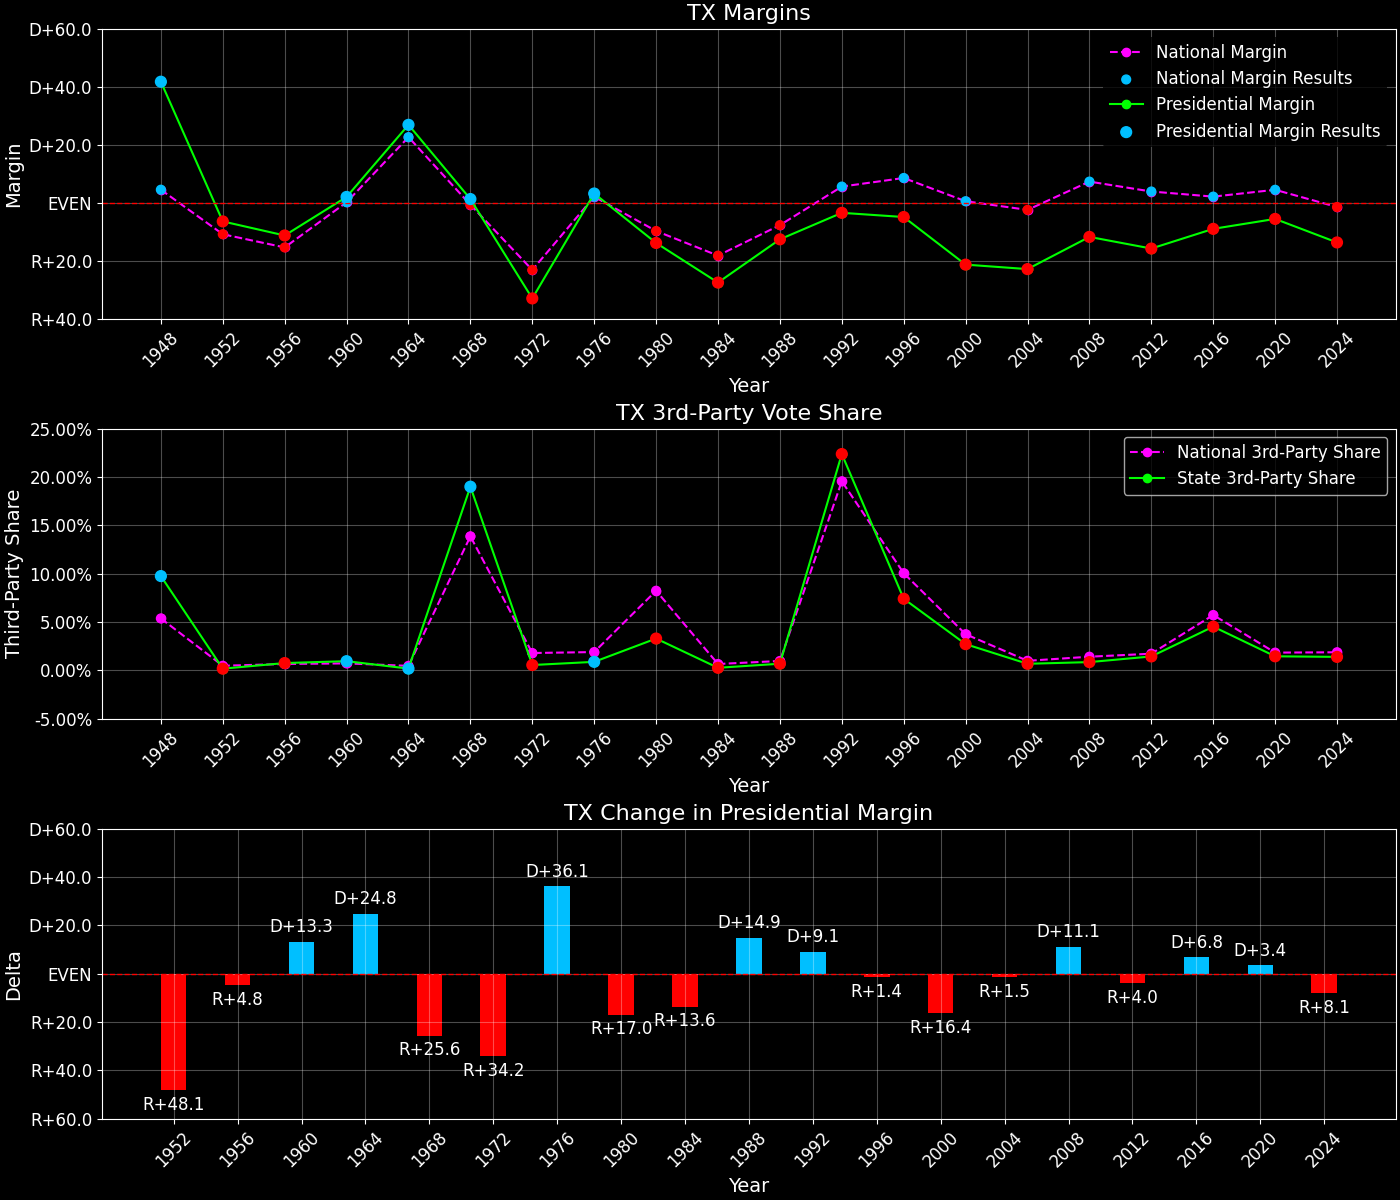 TX Margins
D+60.0
D+40.0
D+20.0
EVEN
R+20.0
R+40.0
Margin
National Margin
National Margin Results
Presidential Margin
Presidential Margin Results
1948 1952 1956 1960 1964 1968 1972 1976 1980 1984 1988 1992 1996 2000 2004 2008 2012 2016 2020 2024
Year
TX 3rd-Party Vote Share
25.00%
20.00%
15.00%
10.00%
5.00%
0.00%
-5.00%
Third-Party Share
National 3rd-Party Share
State 3rd-Party Share
1948 1952 1956 1960 1964 1968 1972 1976 1980 1984 1988 1992 1996 2000 2004 2008 2012 2016 2020 2024
Year
TX Change in Presidential Margin
D+60.0
D+40.0
D+20.0
EVEN
R+20.0
R+40.0
R+60.0
Delta
R+48.1
R+4.8
D+13.3
D+24.8
R+25.6
R+34.2
D+36.1
R+17.0
R+13.6
D+14.9
D+9.1
R+1.4
R+16.4
R+1.5
D+11.1
R+4.0
D+6.8
D+3.4
R+8.1
1952 1956 1960 1964 1968 1972 1976 1980 1984 1988 1992 1996 2000 2004 2008 2012 2016 2020 2024
Year